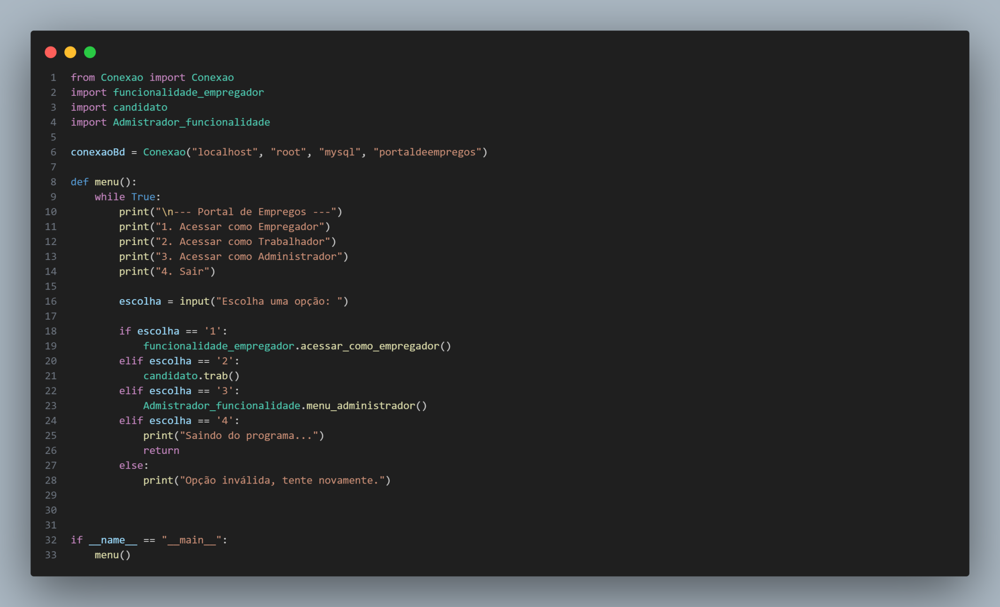 1 from Conexao import Conexao
2 import funcionalidade_empregador
3 import candidato
4 import Admistrador_funcionalidade
5
6 conexaoBd = Conexao("localhost", "root", "mysql", "portaldeempregos")
7
8 def menu():
9     while True:
10         print("\n--- Portal de Empregos ---")
11         print("1. Acessar como Empregador")
12         print("2. Acessar como Trabalhador")
13         print("3. Acessar como Administrador")
14         print("4. Sair")
15
16         escolha = input("Escolha uma opção: ")
17
18         if escolha == '1':
19             funcionalidade_empregador.acessar_como_empregador()
20         elif escolha == '2':
21             candidato.trab()
22         elif escolha == '3':
23             Admistrador_funcionalidade.menu_administrador()
24         elif escolha == '4':
25             print("Saindo do programa...")
26             return
27         else:
28             print("Opção inválida, tente novamente.")
29
30
31
32 if __name__ == "__main__":
33     menu()